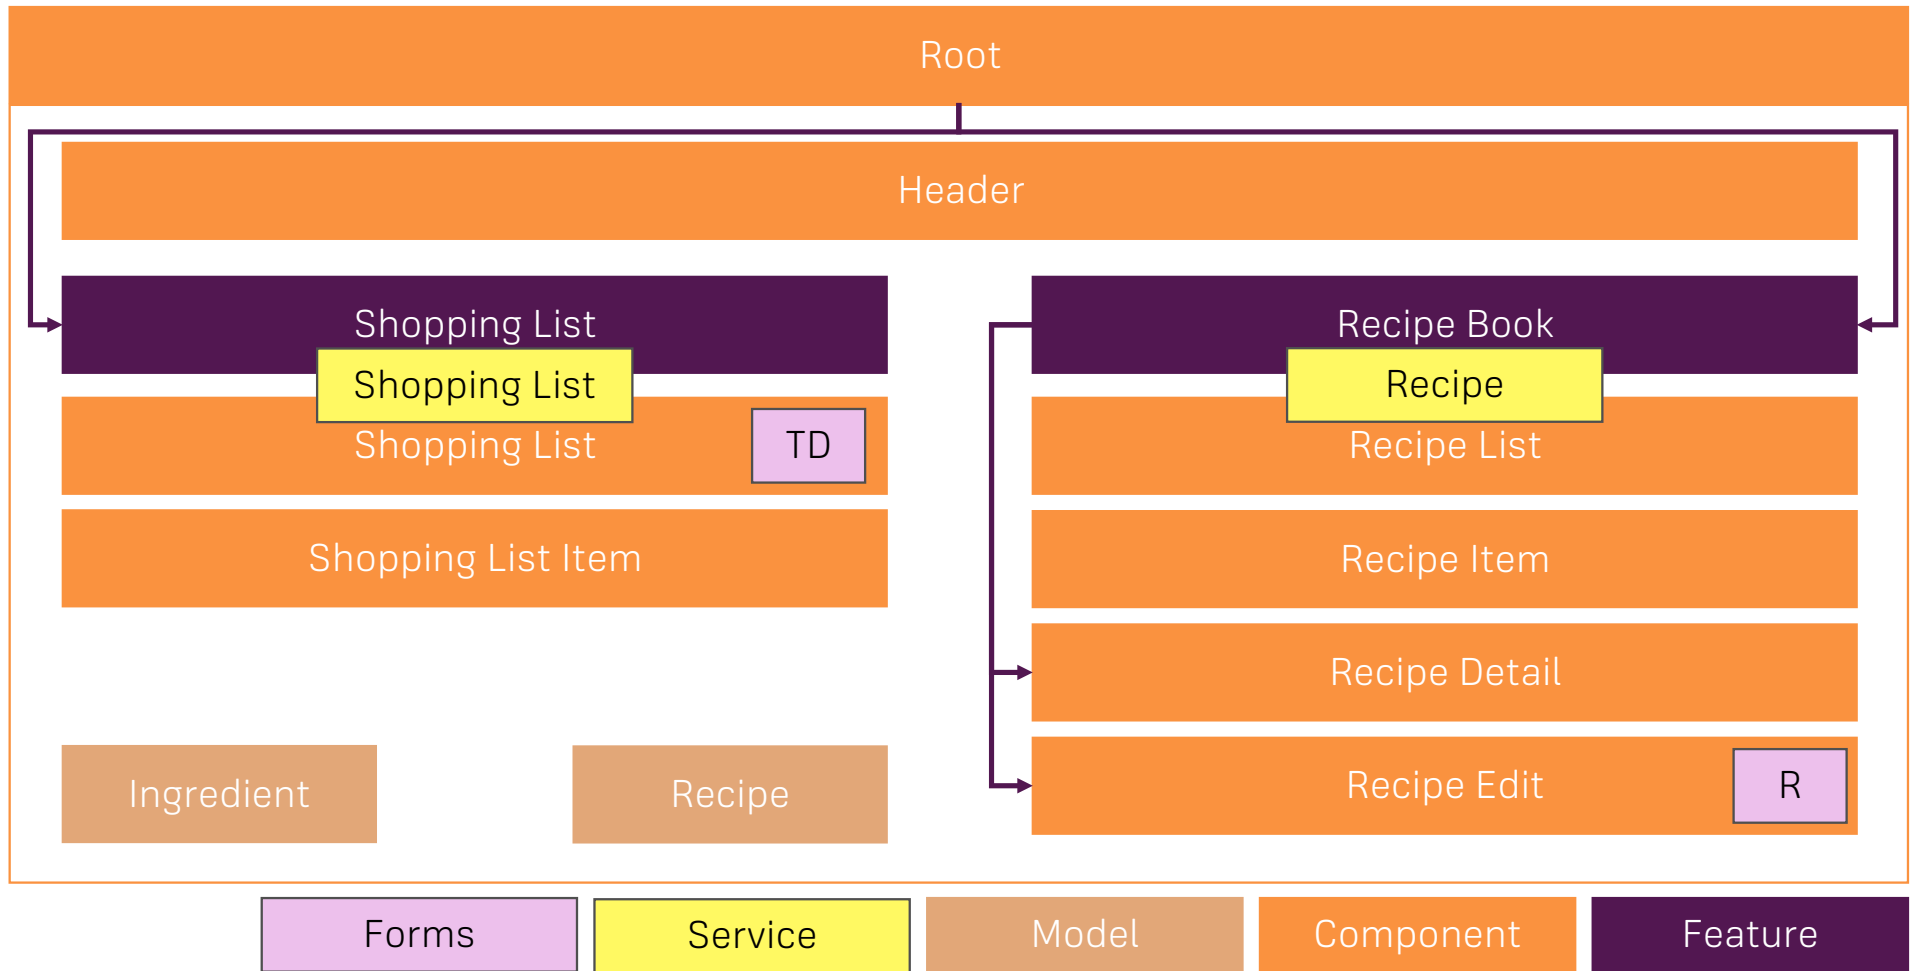 Root
Header
Shopping List
Recipe Book
Shopping List
Recipe
Shopping List
TD
Recipe List
Shopping List Item
Recipe Item
Recipe Detail
Ingredient
Recipe
Recipe Edit
R
Forms
Service
Model
Component
Feature